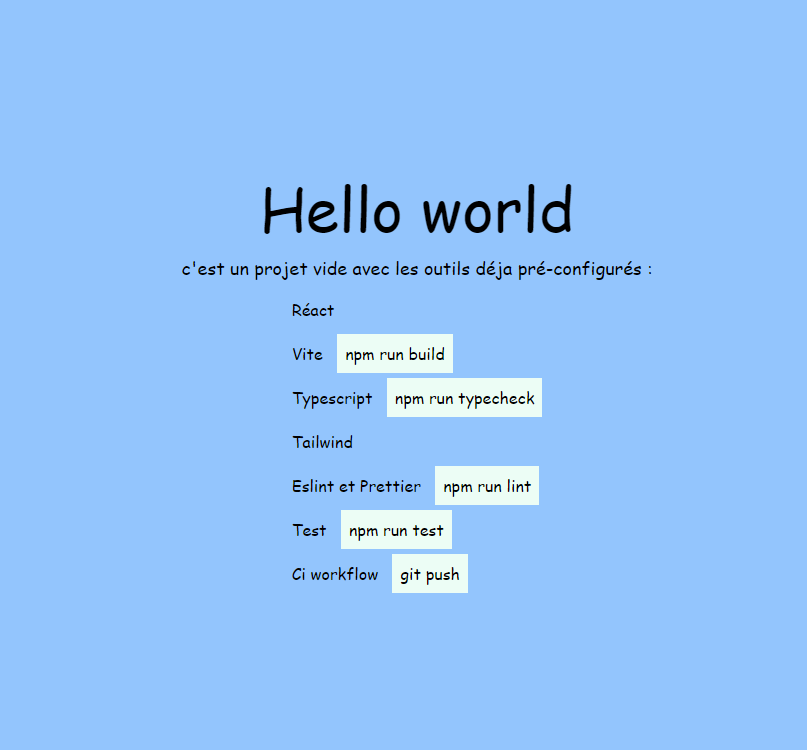 Hello world
c'est un projet vide avec les outils déja pré-configurés :
Réact
Vite npm run build
Typescript npm run typecheck
Tailwind
Eslint et Prettier npm run lint
Test npm run test
Ci workflow git push